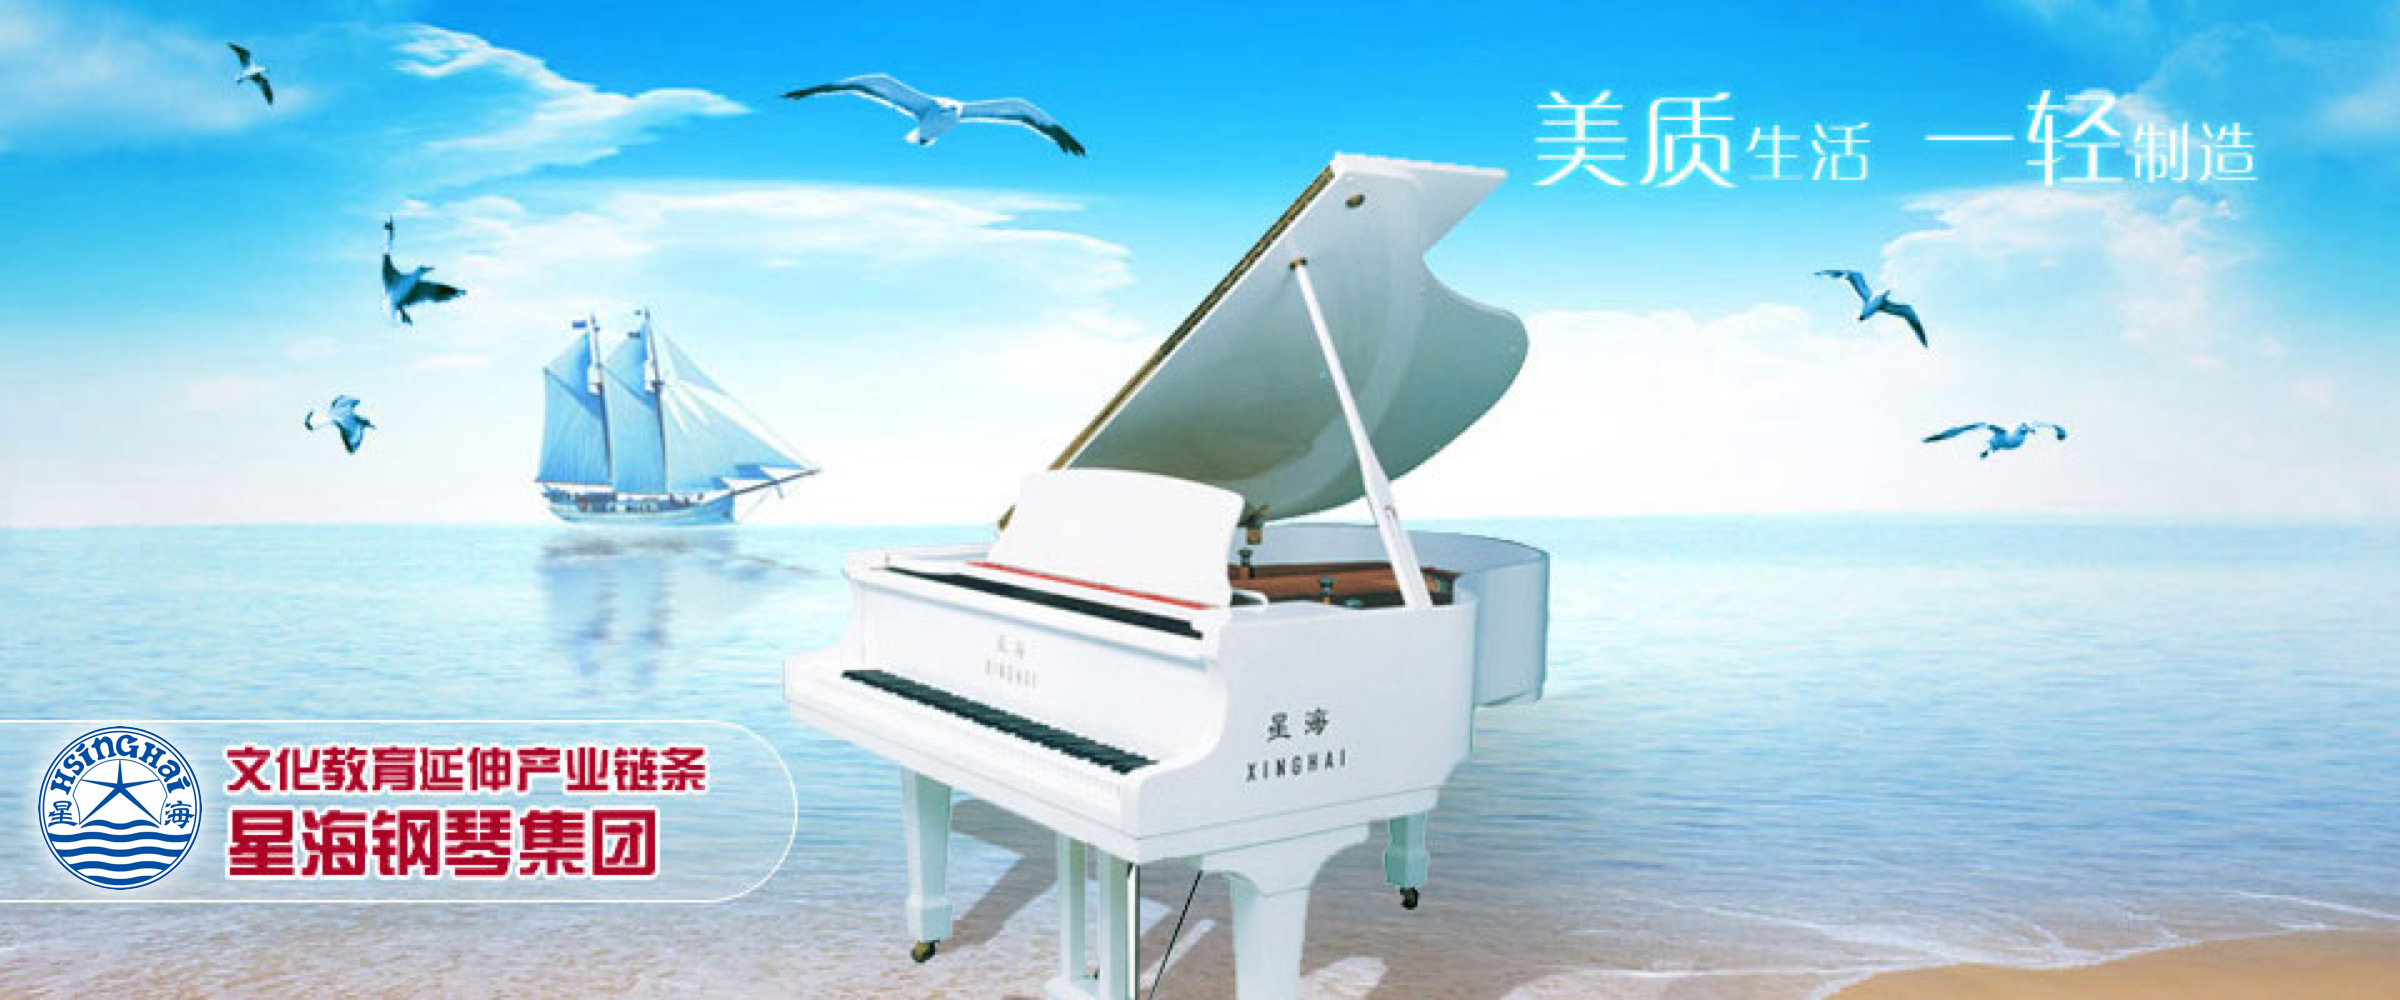 美质生活 一轻制造
星海
XINGHAI
星海
XINGHAI
HSINGHAI
星 海
文化教育延伸产业链条
星海钢琴集团